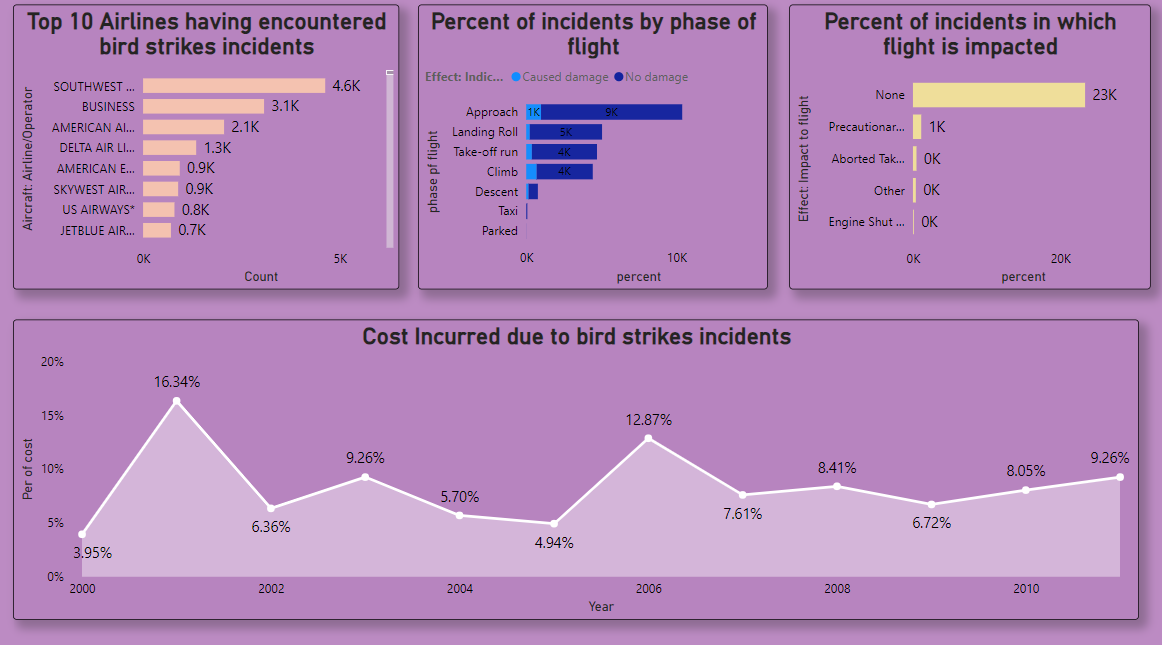 Top 10 Airlines having encountered
bird strikes incidents
Aircraft: Airline/Operator
SOUTHWEST ... 4.6K
BUSINESS 3.1K
AMERICAN AI... 2.1K
DELTA AIR LI... 1.3K
AMERICAN E... 0.9K
SKYWEST AIR... 0.9K
US AIRWAYS* 0.8K
JETBLUE AIR... 0.7K
0K 5K
Count
Percent of incidents by phase of
flight
Effect: Indic... Caused damage No damage
phase pf flight
Approach 1K 9K
Landing Roll 5K
Take-off run 4K
Climb 4K
Descent
Taxi
Parked
0K 10K
percent
Percent of incidents in which
flight is impacted
Effect: Impact to flight
None 23K
Precautionar... 1K
Aborted Tak... 0K
Other 0K
Engine Shut ... 0K
0K 20K
percent
Cost Incurred due to bird strikes incidents
Per of cost
20%
15%
10%
5%
0%
3.95%
16.34%
6.36%
9.26%
5.70%
4.94%
12.87%
7.61%
8.41%
6.72%
8.05%
9.26%
2000 2002 2004 2006 2008 2010
Year